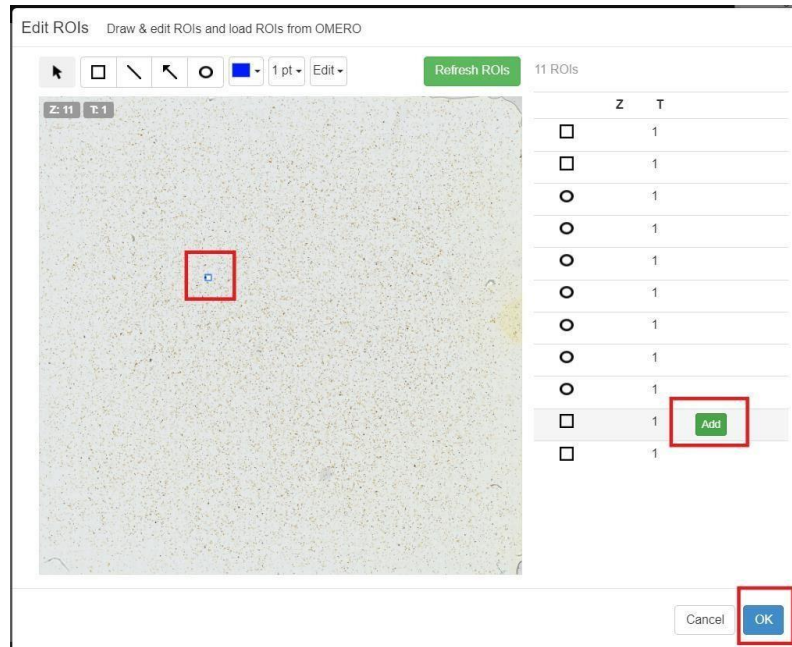 Edit ROIs Draw & edit ROIs and load ROIs from OMERO
1 pt Edit Refresh ROIs 11 ROIs
Z: 11 T: 1
Z T
1
1
1
1
1
1
1
1
1
1 Add
1
Cancel OK